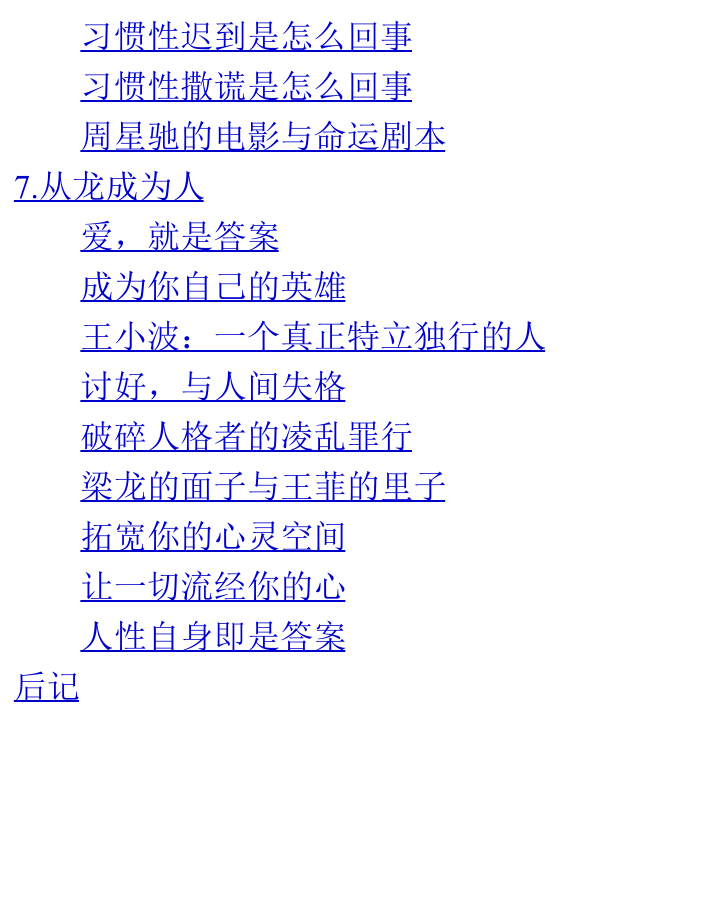 习惯性迟到是怎么回事
习惯性撒谎是怎么回事
周星驰的电影与命运剧本
7.从龙成为人
爱，就是答案
成为你自己的英雄
王小波：一个真正特立独行的人
讨好，与人间失格
破碎人格者的凌乱罪行
梁龙的面子与王菲的里子
拓宽你的心灵空间
让一切流经你的心
人性自身即是答案
后记